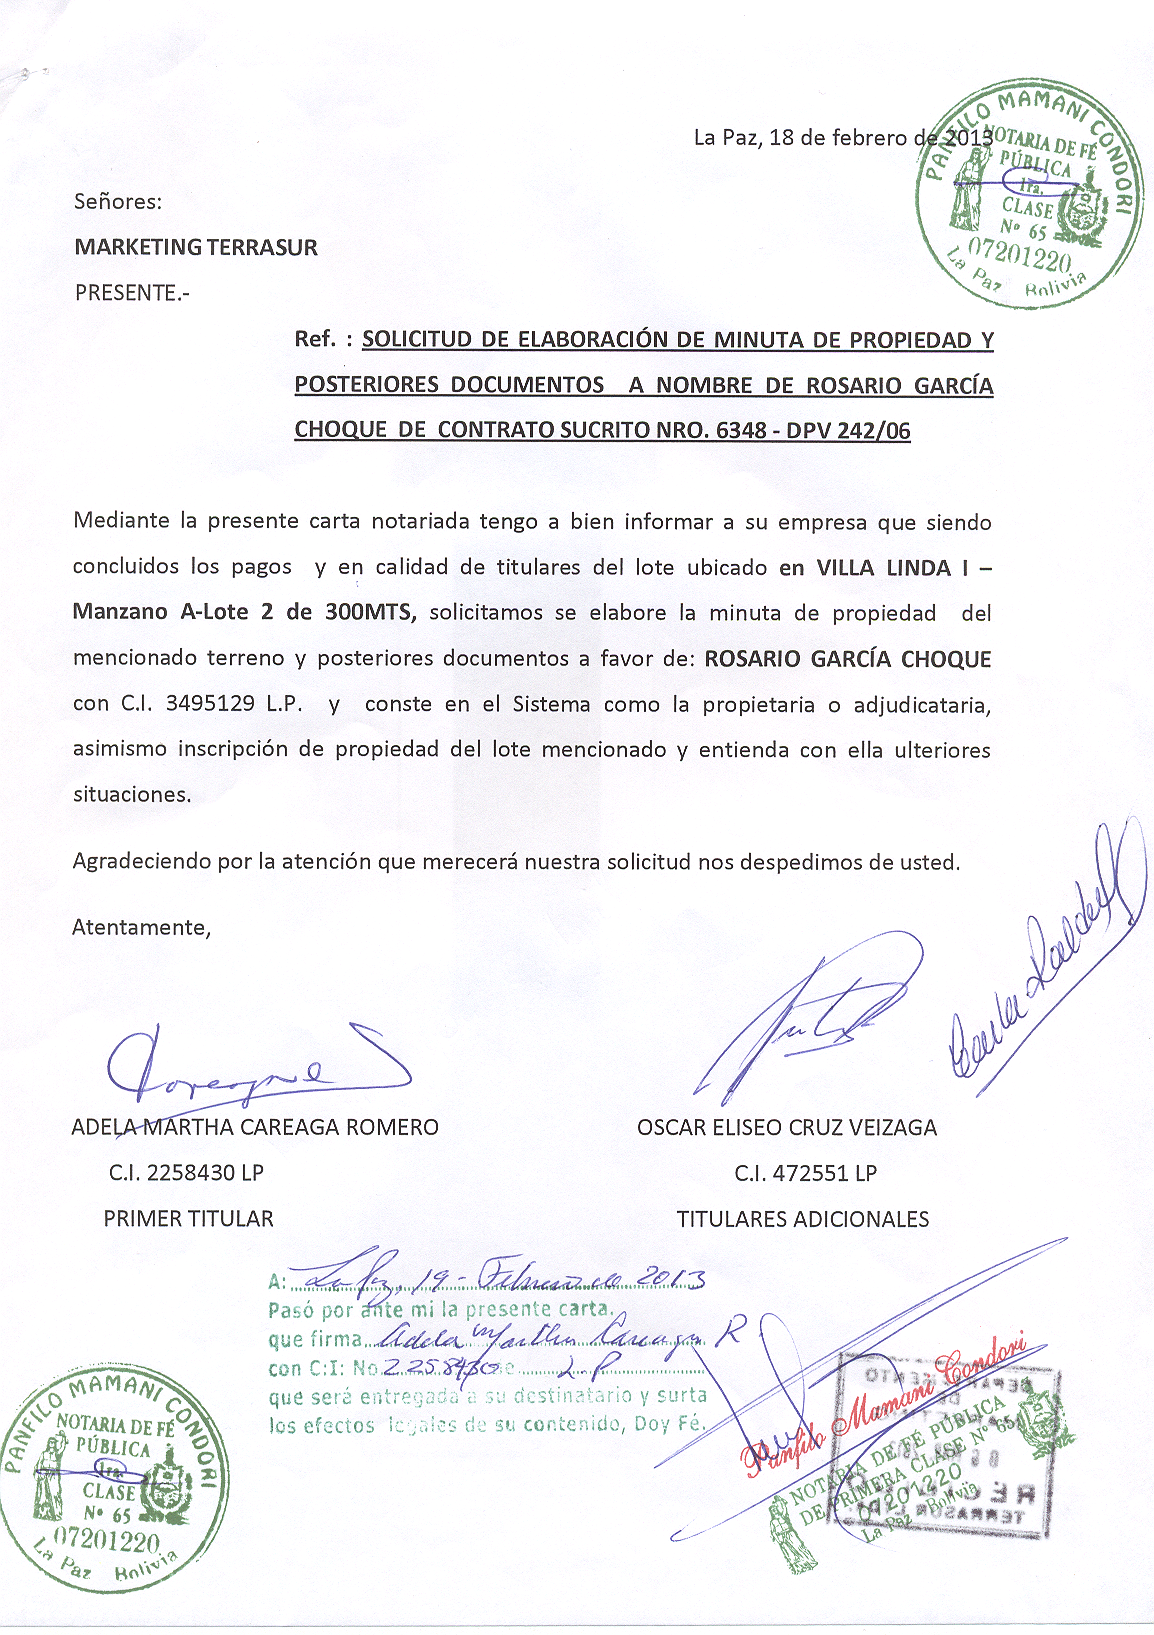 La Paz, 18 de febrero de 2013
PANFILO MAMANI CONDORI
NOTARIA DE FÉ
PÚBLICA
1ra.
CLASE
Nº 65
07201220
La Paz Bolivia
Señores:
MARKETING TERRASUR
PRESENTE.-
Ref. : SOLICITUD DE ELABORACIÓN DE MINUTA DE PROPIEDAD Y
POSTERIORES DOCUMENTOS A NOMBRE DE ROSARIO GARCÍA
CHOQUE DE CONTRATO SUCRITO NRO. 6348 - DPV 242/06
Mediante la presente carta notariada tengo a bien informar a su empresa que siendo
concluidos los pagos y en calidad de titulares del lote ubicado en VILLA LINDA I –
Manzano A-Lote 2 de 300MTS, solicitamos se elabore la minuta de propiedad del
mencionado terreno y posteriores documentos a favor de: ROSARIO GARCÍA CHOQUE
con C.I. 3495129 L.P. y conste en el Sistema como la propietaria o adjudicataria,
asimismo inscripción de propiedad del lote mencionado y entienda con ella ulteriores
situaciones.
Agradeciendo por la atención que merecerá nuestra solicitud nos despedimos de usted.
Atentamente,
ADELA MARTHA CAREAGA ROMERO
C.I. 2258430 LP
PRIMER TITULAR
OSCAR ELISEO CRUZ VEIZAGA
C.I. 472551 LP
TITULARES ADICIONALES
A: La Paz, 19 - Febrero de 2013
Pasó por ante mi la presente carta.
que firma Adela Martha Careaga R
con C.I: No 2258430 e L.P
que será entregada a su destinatario y surta
los efectos legales de su contenido, Doy Fé.
PANFILO MAMANI CONDORI
NOTARIA DE FÉ
PÚBLICA
1ra.
CLASE
Nº 65
07201220
La Paz Bolivia
Panfilo Mamani Condori
NOTARIA DE FÉ PÚBLICA
DE PRIMERA CLASE Nº 65
07201220
La Paz - Bolivia
TERRASUR